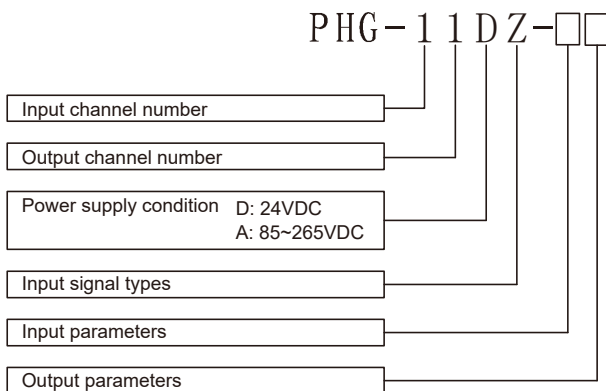 PHG-11DZ-□□
Input channel number
Output channel number
Power supply condition D: 24VDC
A: 85~265VDC
Input signal types
Input parameters
Output parameters